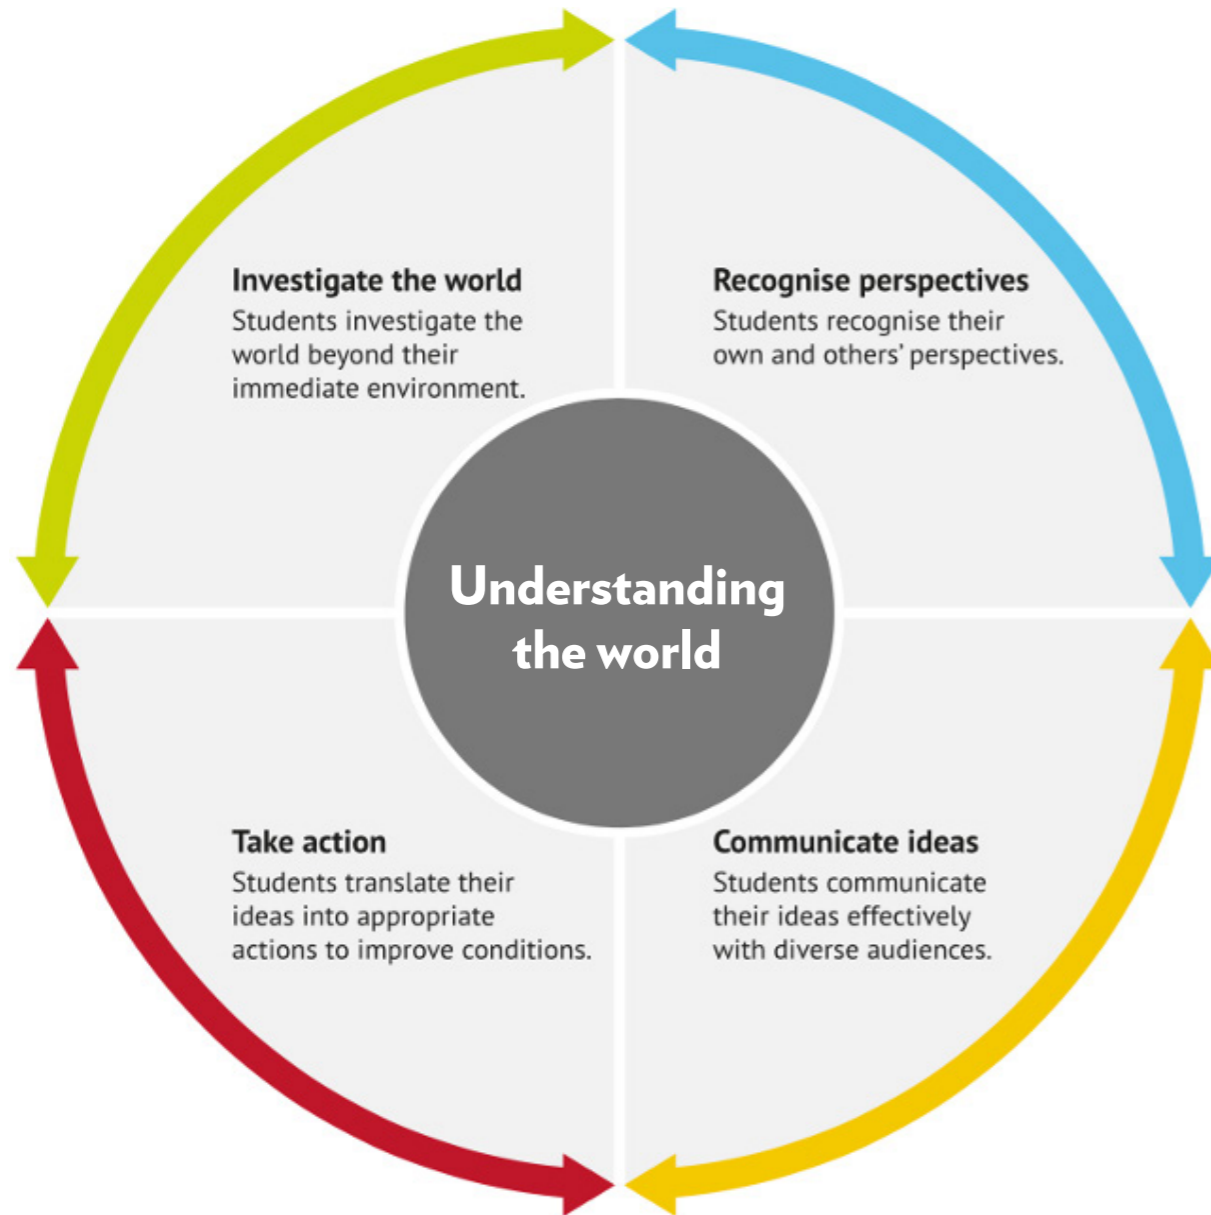 Investigate the world
Students investigate the
world beyond their
immediate environment.
Recognise perspectives
Students recognise their
own and others’ perspectives.
Understanding
the world
Take action
Students translate their
ideas into appropriate
actions to improve conditions.
Communicate ideas
Students communicate
their ideas effectively
with diverse audiences.